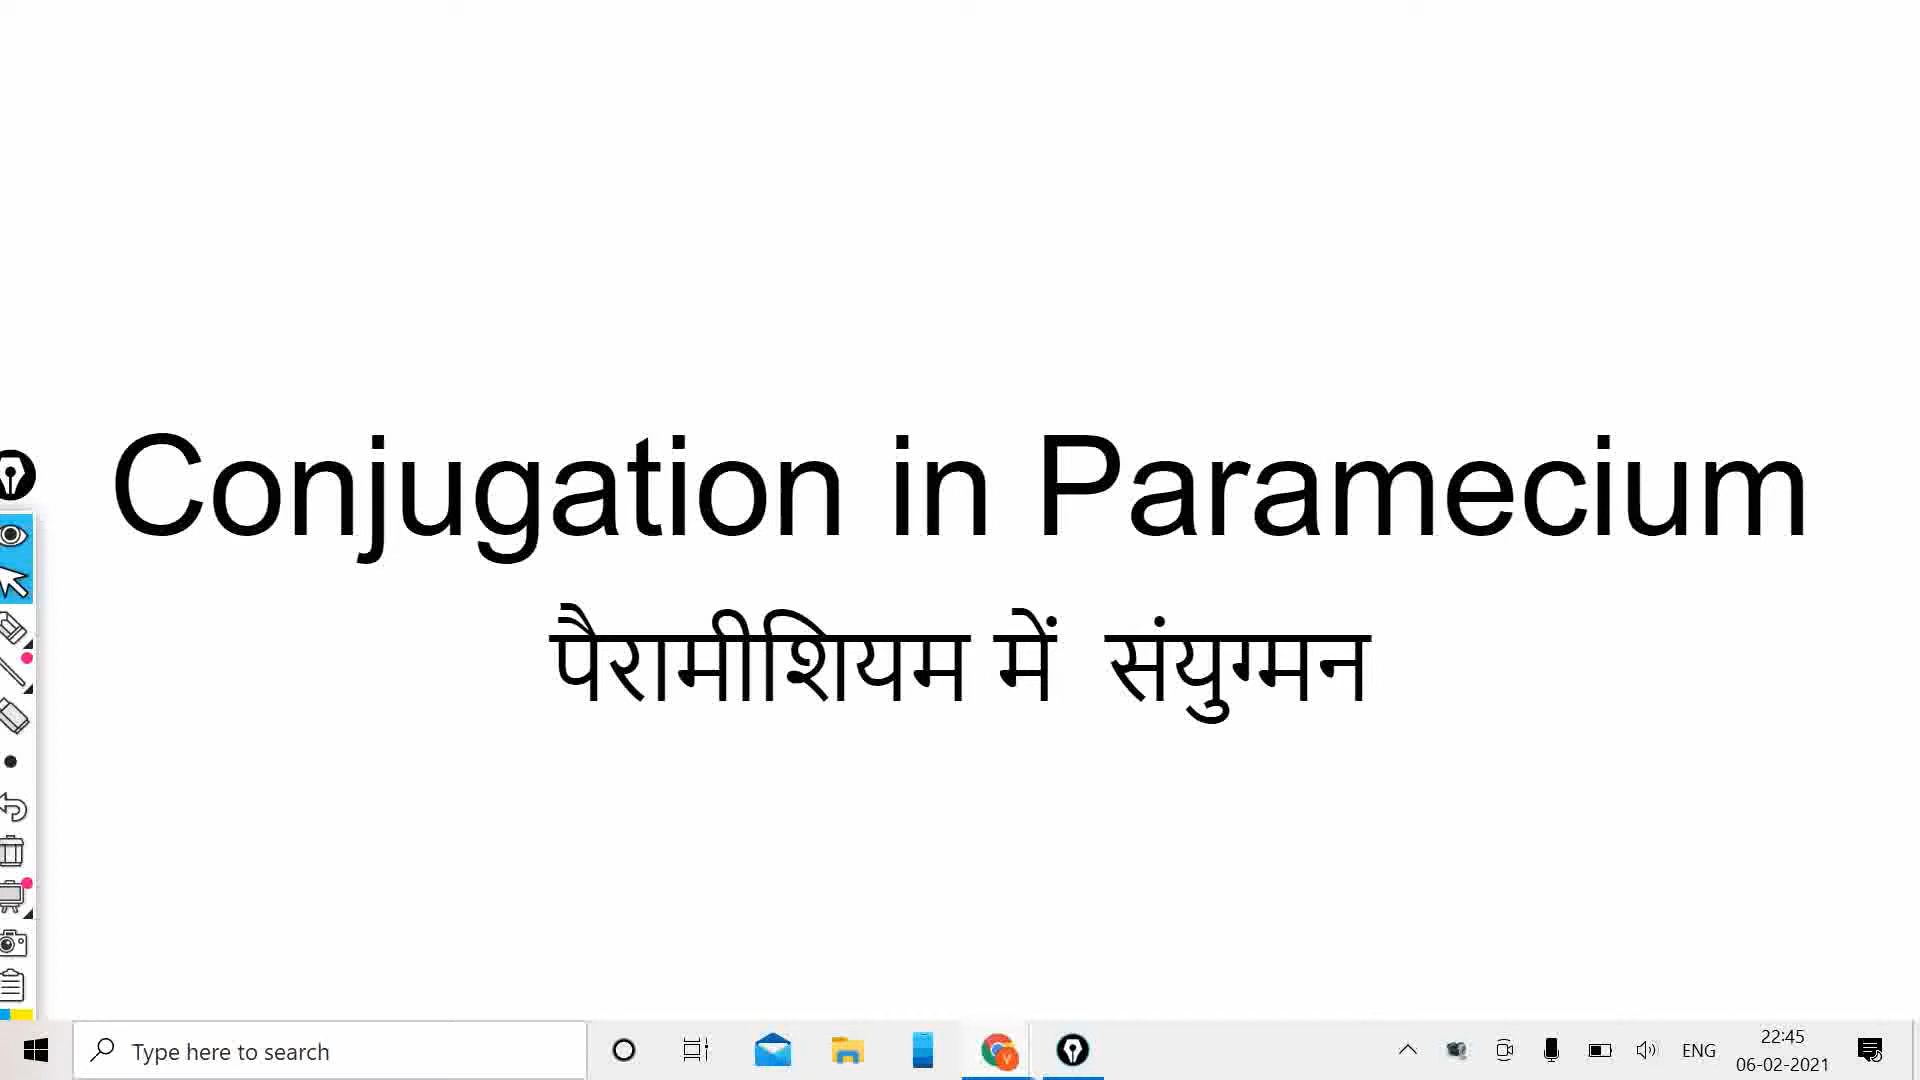 Conjugation in Paramecium
पैरामीशियम में संयुग्मन
Type here to search
V
ENG
22:45
06-02-2021